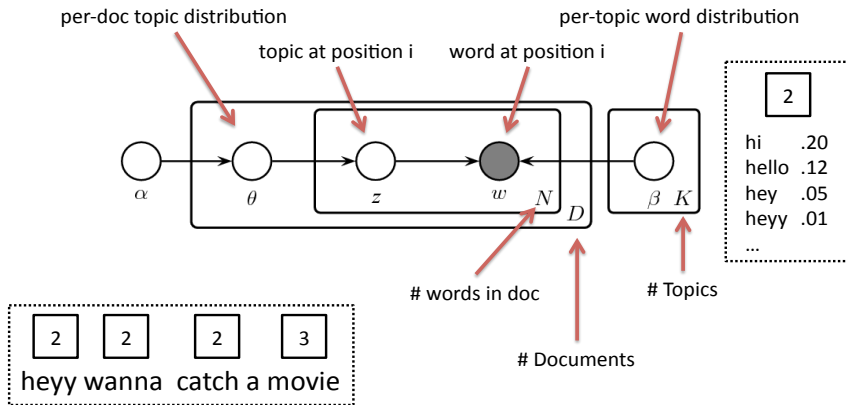 per-doc topic distribution
per-topic word distribution
topic at position i
word at position i
2
hi .20
hello .12
hey .05
heyy .01
...
α
θ
z
w
N
D
β
K
# words in doc
# Topics
# Documents
2 2 2 3
heyy wanna catch a movie